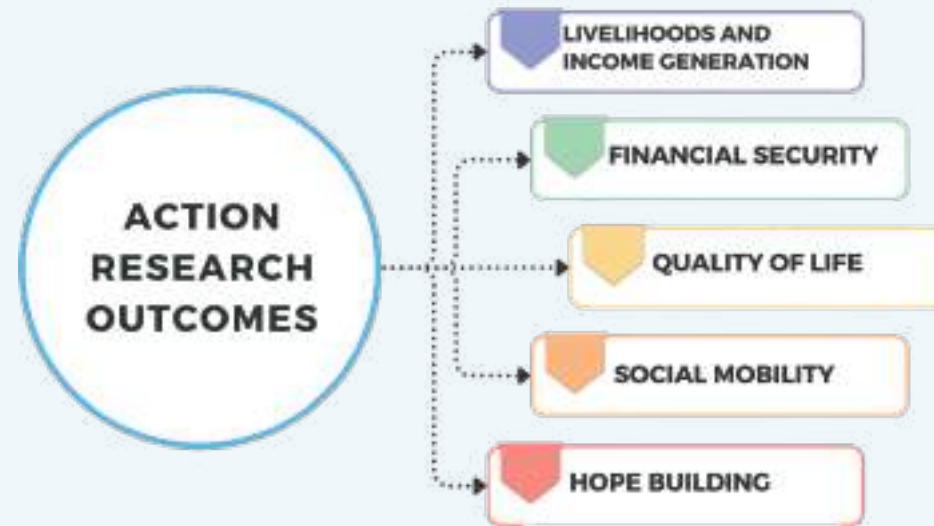 ACTION
RESEARCH
OUTCOMES
LIVELIHOODS AND
INCOME GENERATION
FINANCIAL SECURITY
QUALITY OF LIFE
SOCIAL MOBILITY
HOPE BUILDING